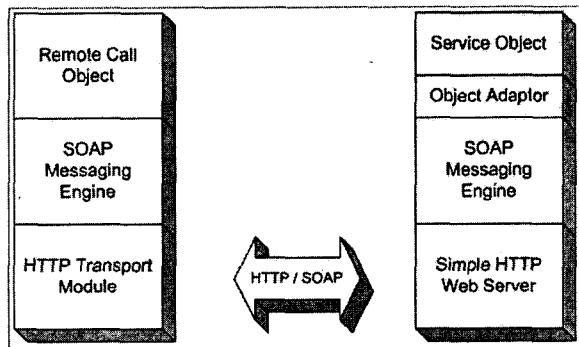 Remote Call
Object
SOAP
Messaging
Engine
HTTP Transport
Module
HTTP / SOAP
Service Object
Object Adaptor
SOAP
Messaging
Engine
Simple HTTP
Web Server